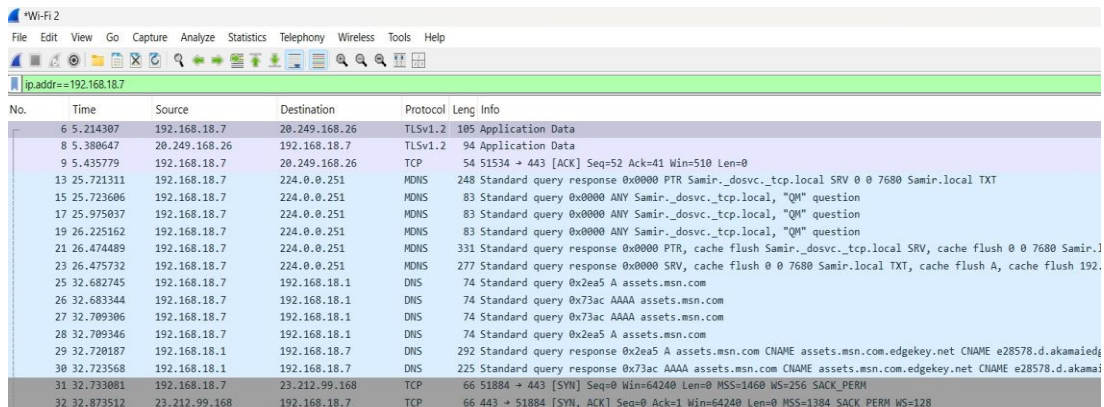 *Wi-Fi 2
File Edit View Go Capture Analyze Statistics Telephony Wireless Tools Help
ip.addr==192.168.18.7
No. Time Source Destination Protocol Leng Info
6 5.214307 192.168.18.7 20.249.168.26 TLSv1.2 105 Application Data
8 5.380647 20.249.168.26 192.168.18.7 TLSv1.2 94 Application Data
9 5.435779 192.168.18.7 20.249.168.26 TCP 54 51534 → 443 [ACK] Seq=52 Ack=41 Win=510 Len=0
13 25.721311 192.168.18.7 224.0.0.251 MDNS 248 Standard query response 0x0000 PTR Samir._dosvc._tcp.local SRV 0 0 7680 Samir.local TXT
15 25.723606 192.168.18.7 224.0.0.251 MDNS 83 Standard query 0x0000 ANY Samir._dosvc._tcp.local, "QM" question
17 25.975037 192.168.18.7 224.0.0.251 MDNS 83 Standard query 0x0000 ANY Samir._dosvc._tcp.local, "QM" question
19 26.225162 192.168.18.7 224.0.0.251 MDNS 83 Standard query 0x0000 ANY Samir._dosvc._tcp.local, "QM" question
21 26.474489 192.168.18.7 224.0.0.251 MDNS 331 Standard query response 0x0000 PTR, cache flush Samir._dosvc._tcp.local SRV, cache flush 0 0 7680 Samir.l
23 26.475732 192.168.18.7 224.0.0.251 MDNS 277 Standard query response 0x0000 SRV, cache flush 0 0 7680 Samir.local TXT, cache flush A, cache flush 192.
25 32.682745 192.168.18.7 192.168.18.1 DNS 74 Standard query 0x2ea5 A assets.msn.com
26 32.683344 192.168.18.7 192.168.18.1 DNS 74 Standard query 0x73ac AAAA assets.msn.com
27 32.709306 192.168.18.7 192.168.18.1 DNS 74 Standard query 0x73ac AAAA assets.msn.com
28 32.709346 192.168.18.7 192.168.18.1 DNS 74 Standard query 0x2ea5 A assets.msn.com
29 32.720187 192.168.18.1 192.168.18.7 DNS 292 Standard query response 0x2ea5 A assets.msn.com CNAME assets.msn.com.edgekey.net CNAME e28578.d.akamaiedg
30 32.723568 192.168.18.1 192.168.18.7 DNS 225 Standard query response 0x73ac AAAA assets.msn.com CNAME assets.msn.com.edgekey.net CNAME e28578.d.akamai
31 32.733081 192.168.18.7 23.212.99.168 TCP 66 51884 → 443 [SYN] Seq=0 Win=64240 Len=0 MSS=1460 WS=256 SACK_PERM
32 32.873512 23.212.99.168 192.168.18.7 TCP 66 443 → 51884 [SYN, ACK] Seq=0 Ack=1 Win=64240 Len=0 MSS=1384 SACK_PERM WS=128